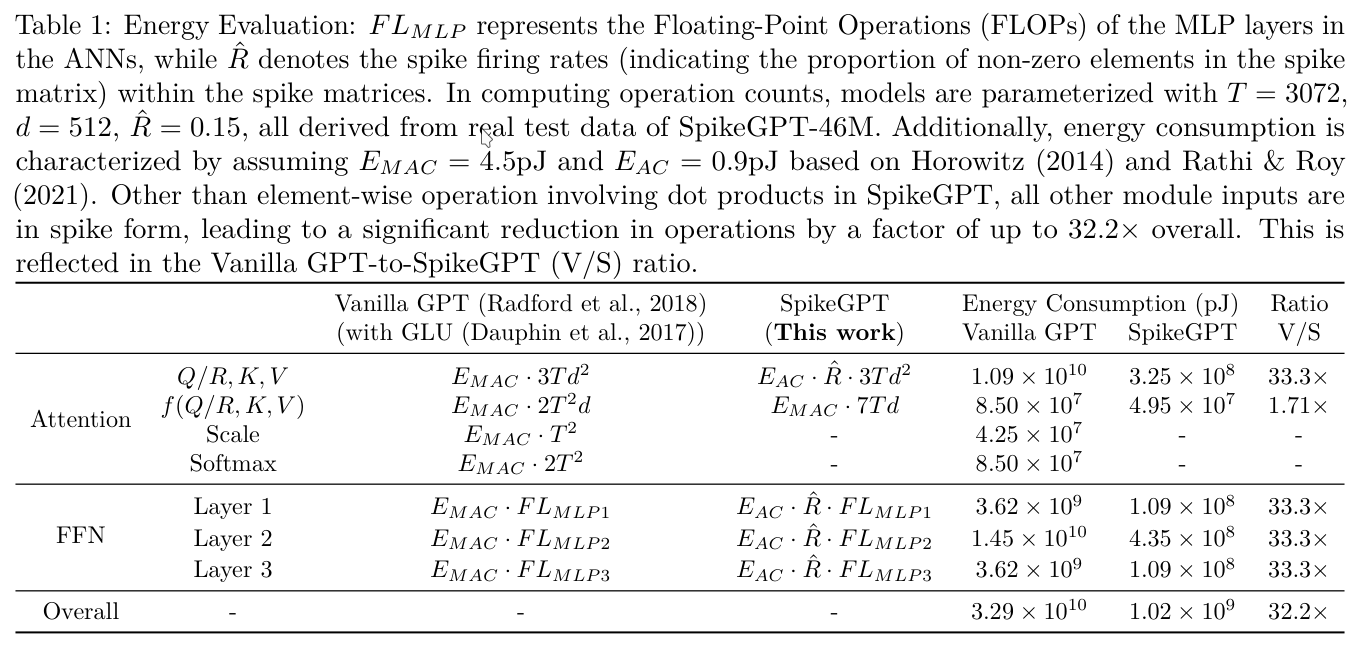 Table 1: Energy Evaluation: $FL_{MLP}$ represents the Floating-Point Operations (FLOPs) of the MLP layers in
the ANNs, while $\hat{R}$ denotes the spike firing rates (indicating the proportion of non-zero elements in the spike
matrix) within the spike matrices. In computing operation counts, models are parameterized with $T = 3072$,
$d = 512$, $\hat{R} = 0.15$, all derived from real test data of SpikeGPT-46M. Additionally, energy consumption is
characterized by assuming $E_{MAC} = 4.5$pJ and $E_{AC} = 0.9$pJ based on Horowitz (2014) and Rathi & Roy
(2021). Other than element-wise operation involving dot products in SpikeGPT, all other module inputs are
in spike form, leading to a significant reduction in operations by a factor of up to 32.2× overall. This is
reflected in the Vanilla GPT-to-SpikeGPT (V/S) ratio.
Vanilla GPT (Radford et al., 2018) SpikeGPT Energy Consumption (pJ) Ratio
(with GLU (Dauphin et al., 2017)) (This work) Vanilla GPT SpikeGPT V/S
$Q/R, K, V$ $E_{MAC} \cdot 3Td^2$ $E_{AC} \cdot \hat{R} \cdot 3Td^2$ $1.09 \times 10^{10}$ $3.25 \times 10^8$ 33.3×
$f(Q/R, K, V)$ $E_{MAC} \cdot 2T^2d$ $E_{MAC} \cdot 7Td$ $8.50 \times 10^7$ $4.95 \times 10^7$ 1.71×
Attention
Scale $E_{MAC} \cdot T^2$ - $4.25 \times 10^7$ - -
Softmax $E_{MAC} \cdot 2T^2$ - $8.50 \times 10^7$ - -
Layer 1 $E_{MAC} \cdot FL_{MLP1}$ $E_{AC} \cdot \hat{R} \cdot FL_{MLP1}$ $3.62 \times 10^9$ $1.09 \times 10^8$ 33.3×
FFN Layer 2 $E_{MAC} \cdot FL_{MLP2}$ $E_{AC} \cdot \hat{R} \cdot FL_{MLP2}$ $1.45 \times 10^{10}$ $4.35 \times 10^8$ 33.3×
Layer 3 $E_{MAC} \cdot FL_{MLP3}$ $E_{AC} \cdot \hat{R} \cdot FL_{MLP3}$ $3.62 \times 10^9$ $1.09 \times 10^8$ 33.3×
Overall - - - $3.29 \times 10^{10}$ $1.02 \times 10^9$ 32.2×